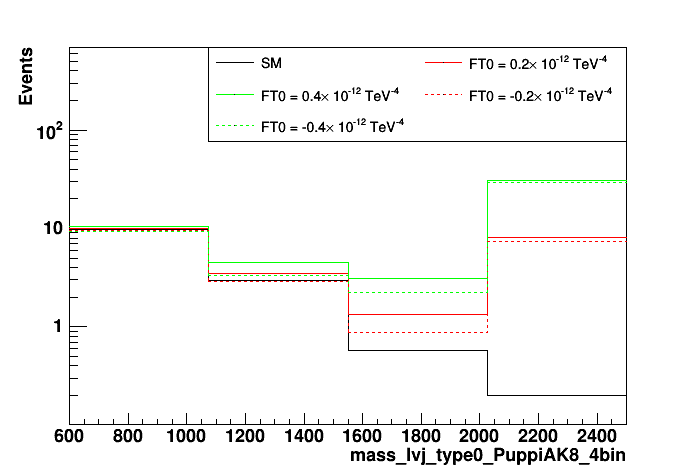 Events
SM
FT0 = 0.2× 10⁻¹² TeV⁻⁴
FT0 = 0.4× 10⁻¹² TeV⁻⁴
FT0 = -0.2× 10⁻¹² TeV⁻⁴
FT0 = -0.4× 10⁻¹² TeV⁻⁴
10²
10
1
600 800 1000 1200 1400 1600 1800 2000 2200 2400
mass_lvj_type0_PuppiAK8_4bin